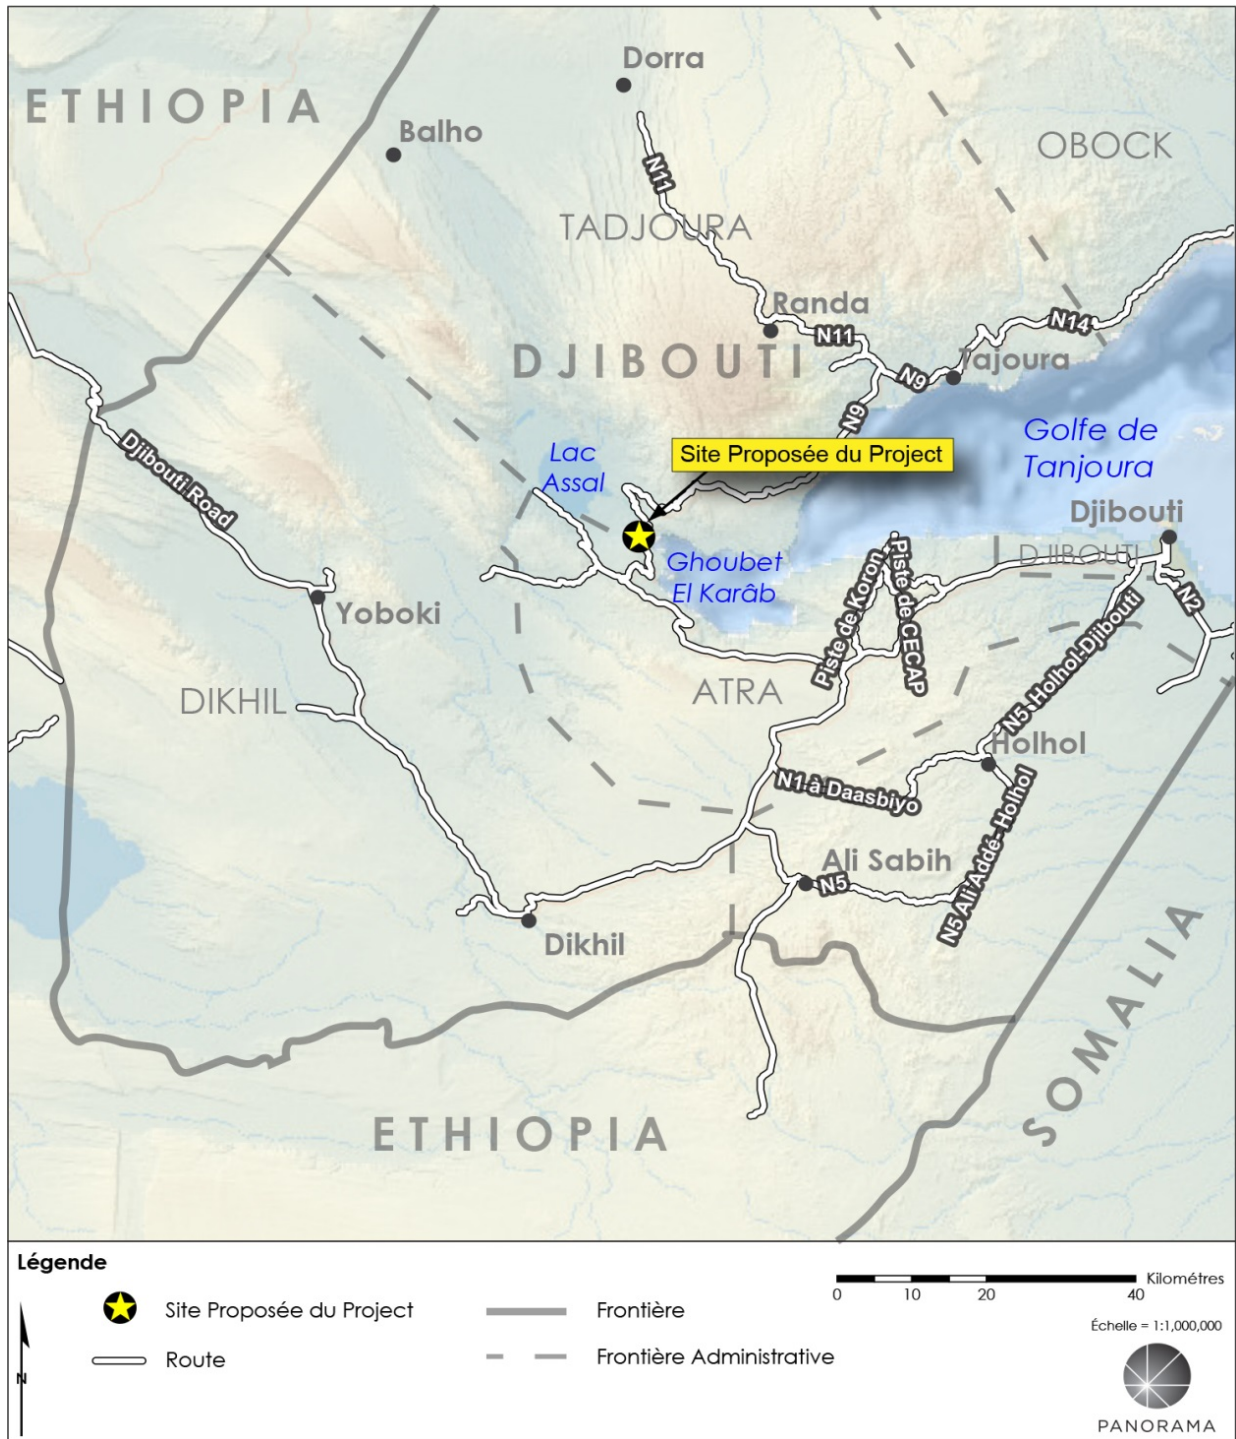 Dorra
ETHIOPIA
Balho
OBOCK
N11
TADJOURA
Randa
N14
N11
DJIBOUTI
Tajoura
N9
N9
Golfe de
Tanjoura
Lac
Assal
Site Proposée du Project
Djibouti Road
Djibouti
DJIBOUTI
Ghoubet
El Karâb
Piste de Koron
Piste de CECAP
N2
Yoboki
N5 Holhol-Djibouti
DIKHIL
ATRA
Holhol
N1 à Daasbiyo
N5 Ali Addé- Holhol
Ali Sabih
N5
Dikhil
SOMALIA
ETHIOPIA
Légende
Site Proposée du Project
Route
Frontière
Frontière Administrative
N
Kilométres
0 10 20 40
Échelle = 1:1,000,000
PANORAMA